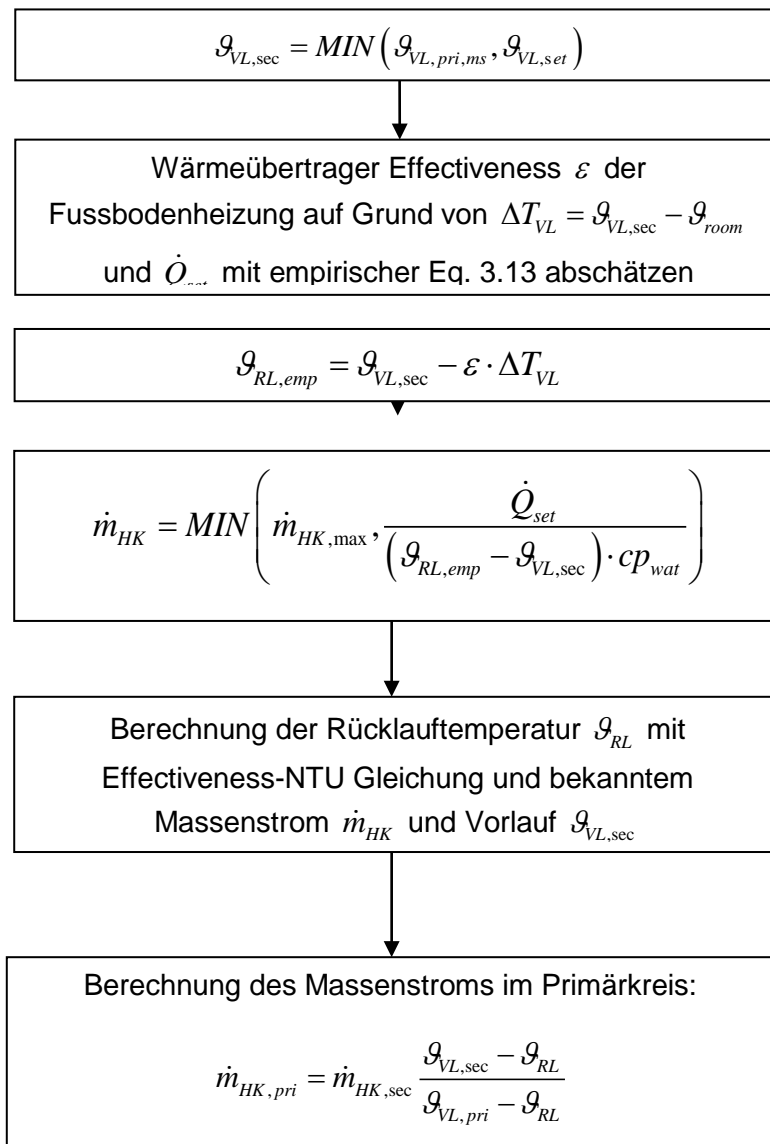 ϑ_VL,sec = MIN(ϑ_VL,pri,ms, ϑ_VL,set)
Wärmeübertrager Effectiveness ε der
Fussbodenheizung auf Grund von ΔT_VL = ϑ_VL,sec − ϑ_room
und Q̇_set mit empirischer Eq. 3.13 abschätzen
ϑ_RL,emp = ϑ_VL,sec − ε · ΔT_VL
ṁ_HK = MIN(ṁ_HK,max, Q̇_set / ((ϑ_RL,emp − ϑ_VL,sec) · cp_wat))
Berechnung der Rücklauftemperatur ϑ_RL mit
Effectiveness-NTU Gleichung und bekanntem
Massenstrom ṁ_HK und Vorlauf ϑ_VL,sec
Berechnung des Massenstroms im Primärkreis:
ṁ_HK,pri = ṁ_HK,sec (ϑ_VL,sec − ϑ_RL) / (ϑ_VL,pri − ϑ_RL)